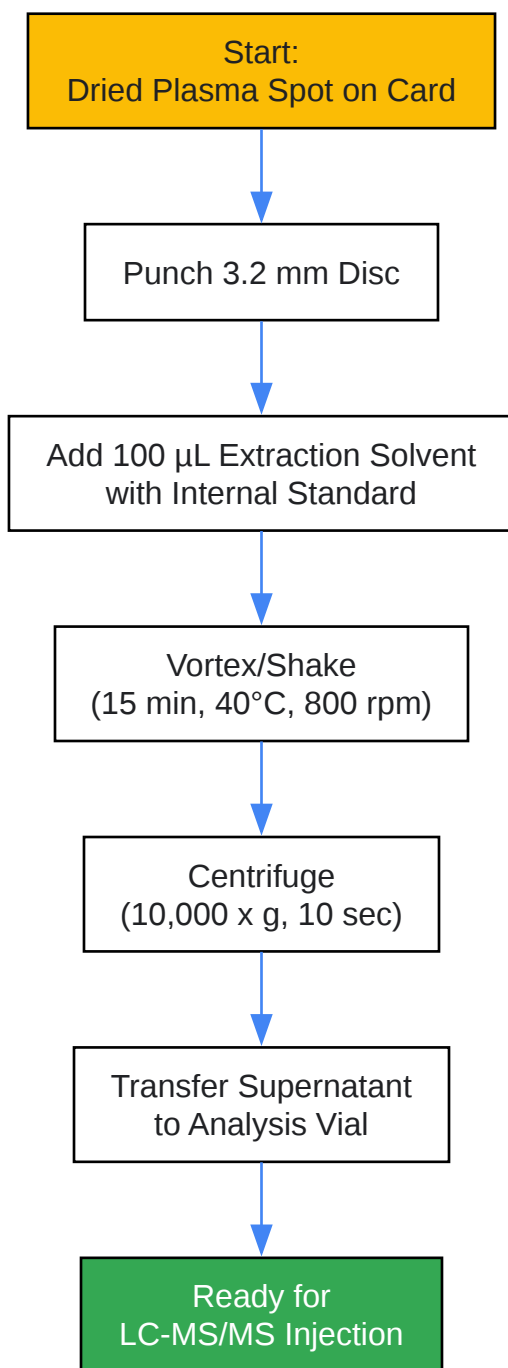 Start:
Dried Plasma Spot on Card
Punch 3.2 mm Disc
Add 100 µL Extraction Solvent
with Internal Standard
Vortex/Shake
(15 min, 40°C, 800 rpm)
Centrifuge
(10,000 x g, 10 sec)
Transfer Supernatant
to Analysis Vial
Ready for
LC-MS/MS Injection